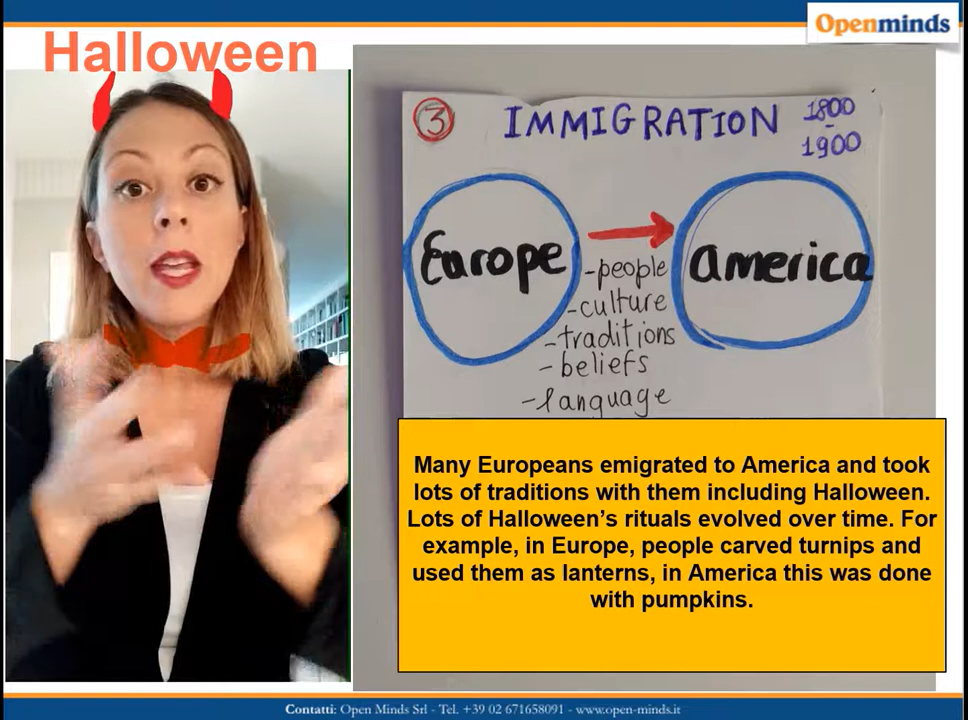 Openminds
Halloween
3
IMMIGRATION
1800
-
1900
Europe
America
-people
-culture
-traditions
-beliefs
-language
Many Europeans emigrated to America and took
lots of traditions with them including Halloween.
Lots of Halloween’s rituals evolved over time. For
example, in Europe, people carved turnips and
used them as lanterns, in America this was done
with pumpkins.
Contatti: Open Minds Srl - Tel. +39 02 671658091 - www.open-minds.it